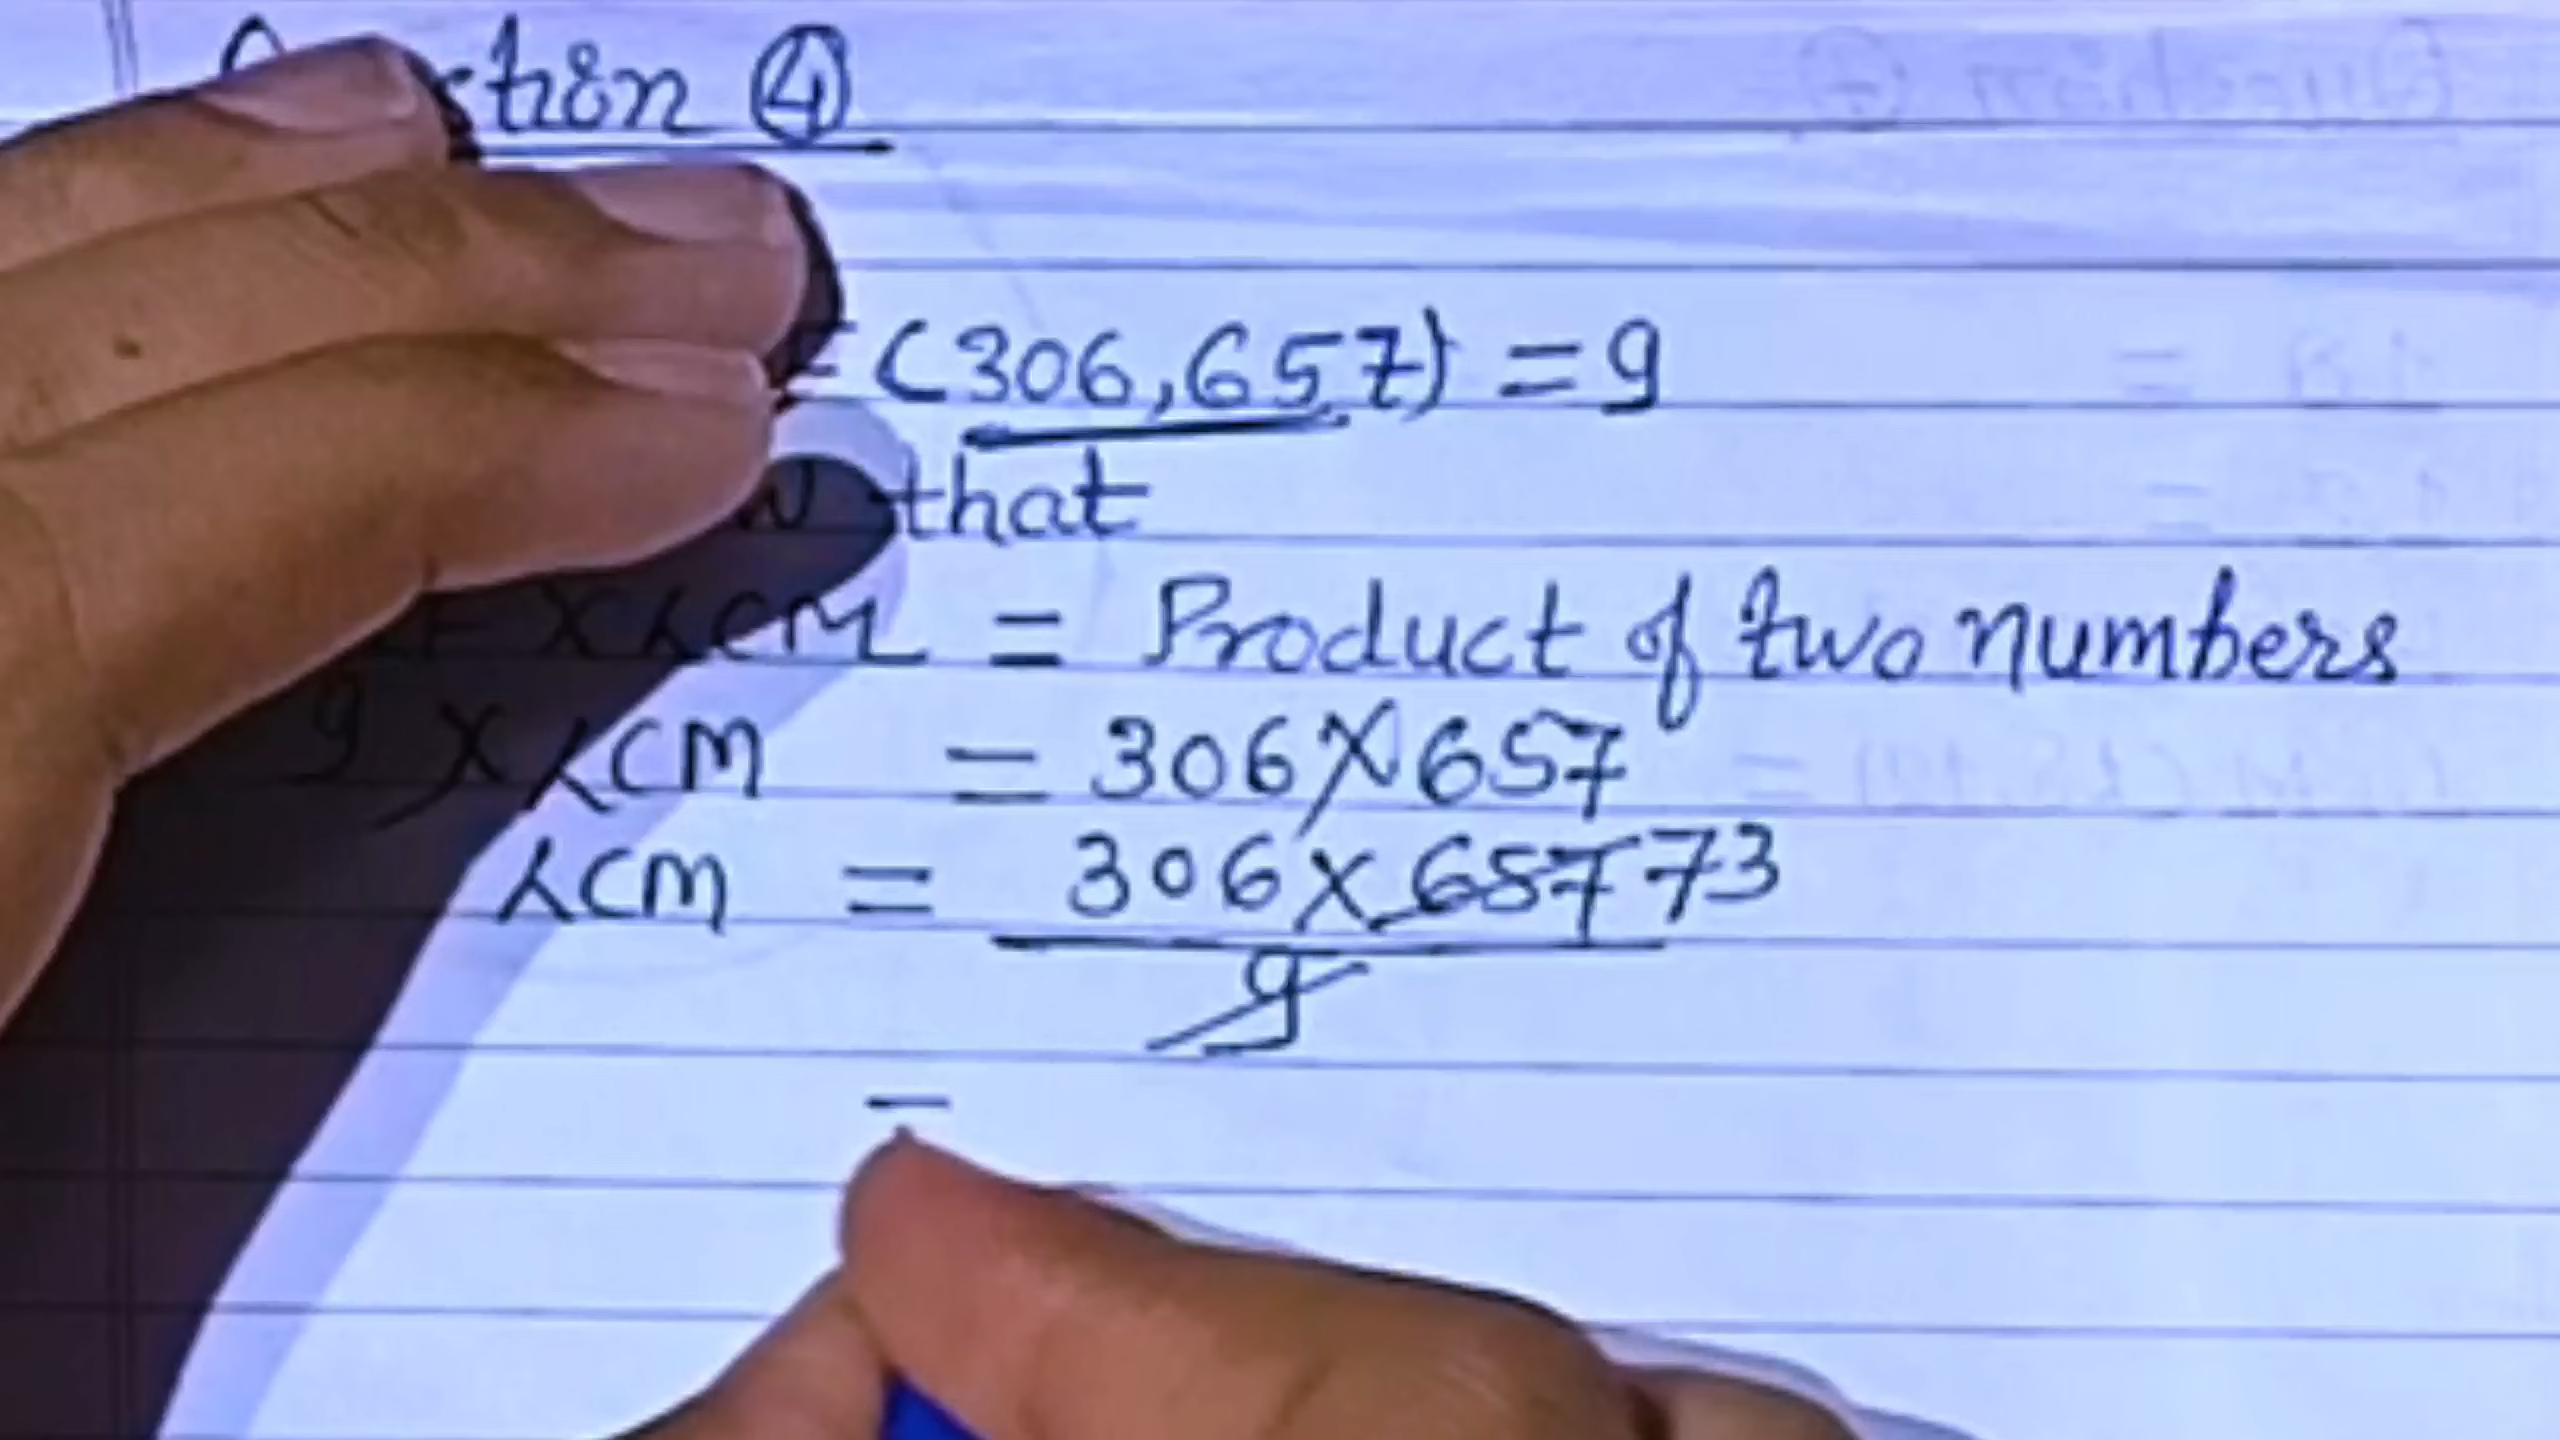 ④
= (306,657) = 9
that
X LCM = Product of two numbers
9 X LCM = 306 X 657
LCM = 306 X 657 73
9